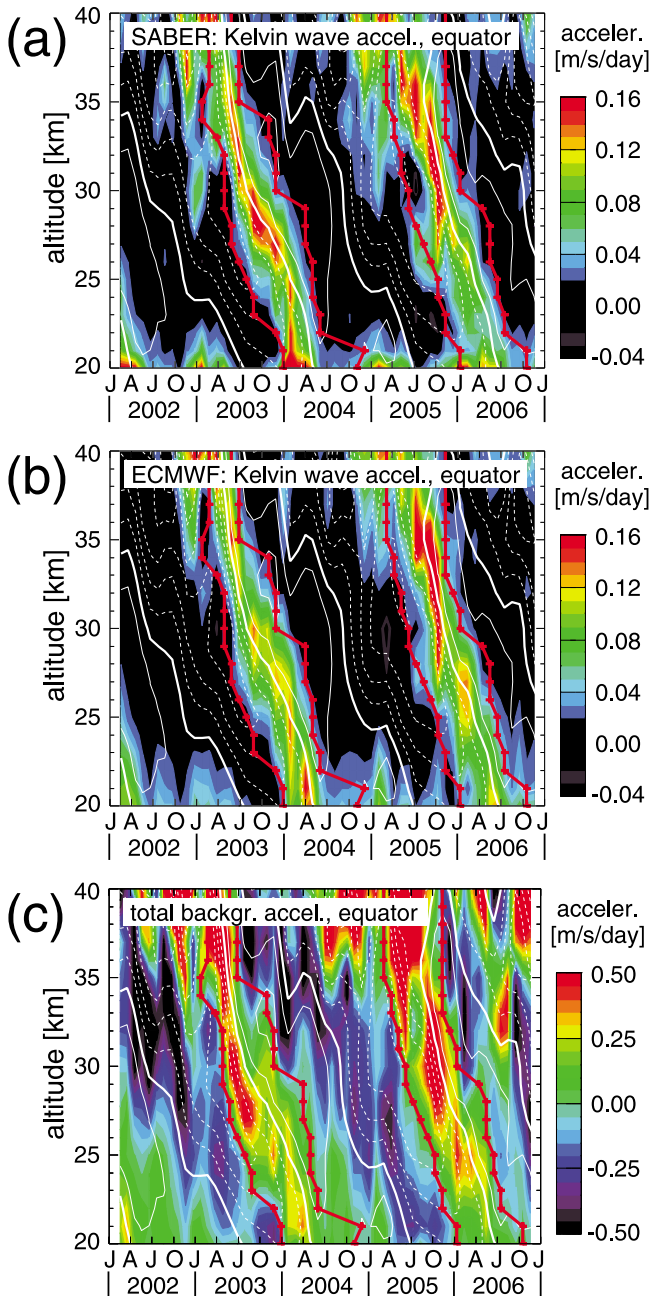 (a)
SABER: Kelvin wave accel., equator
acceler.
[m/s/day]
40
35
30
25
20
altitude [km]
0.16
0.12
0.08
0.04
0.00
-0.04
J A J O J A J O J A J O J A J O J A J O J
| 2002 | 2003 | 2004 | 2005 | 2006 |
(b)
ECMWF: Kelvin wave accel., equator
acceler.
[m/s/day]
40
35
30
25
20
altitude [km]
0.16
0.12
0.08
0.04
0.00
-0.04
J A J O J A J O J A J O J A J O J A J O J
| 2002 | 2003 | 2004 | 2005 | 2006 |
(c)
total backgr. accel., equator
acceler.
[m/s/day]
40
35
30
25
20
altitude [km]
0.50
0.25
0.00
-0.25
-0.50
J A J O J A J O J A J O J A J O J A J O J
| 2002 | 2003 | 2004 | 2005 | 2006 |